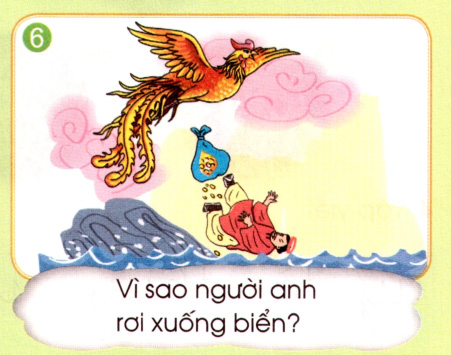 6
Vì sao người anh
rơi xuống biển?